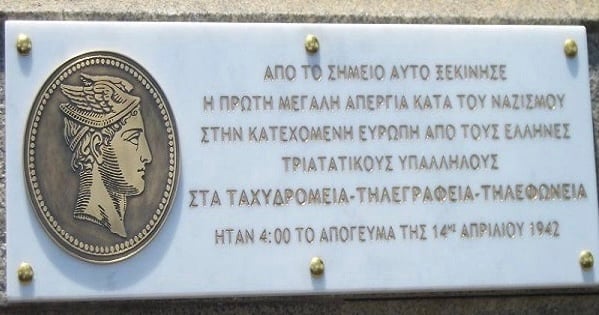 ΑΠΟ ΤΟ ΣΗΜΕΙΟ ΑΥΤΟ ΞΕΚΙΝΗΣΕ
Η ΠΡΩΤΗ ΜΕΓΑΛΗ ΑΠΕΡΓΙΑ ΚΑΤΑ ΤΟΥ ΝΑΖΙΣΜΟΥ
ΣΤΗΝ ΚΑΤΕΧΟΜΕΝΗ ΕΥΡΩΠΗ ΑΠΟ ΤΟΥΣ ΕΛΛΗΝΕΣ
ΤΡΙΑΤΑΤΙΚΟΥΣ ΥΠΑΛΛΗΛΟΥΣ
ΣΤΑ ΤΑΧΥΔΡΟΜΕΙΑ-ΤΗΛΕΓΡΑΦΕΙΑ-ΤΗΛΕΦΩΝΕΙΑ
ΗΤΑΝ 4:00 ΤΟ ΑΠΟΓΕΥΜΑ ΤΗΣ 14ΗΣ ΑΠΡΙΛΙΟΥ 1942